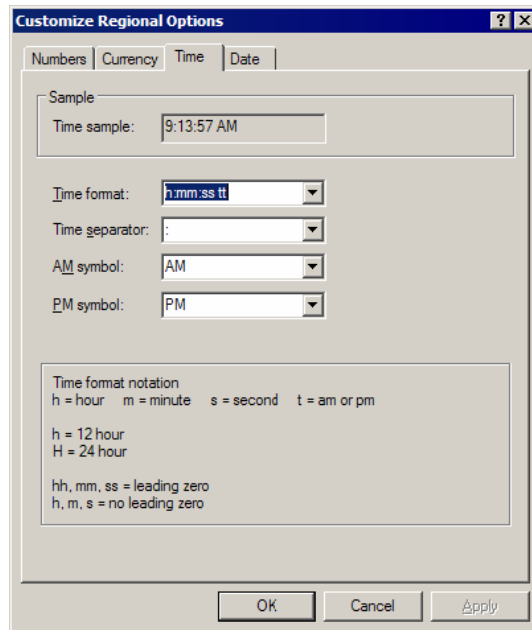 Customize Regional Options
Numbers Currency Time Date
Sample
Time sample: 9:13:57 AM
Time format: h:mm:ss tt
Time separator: :
AM symbol: AM
PM symbol: PM
Time format notation
h = hour m = minute s = second t = am or pm
h = 12 hour
H = 24 hour
hh, mm, ss = leading zero
h, m, s = no leading zero
OK Cancel Apply